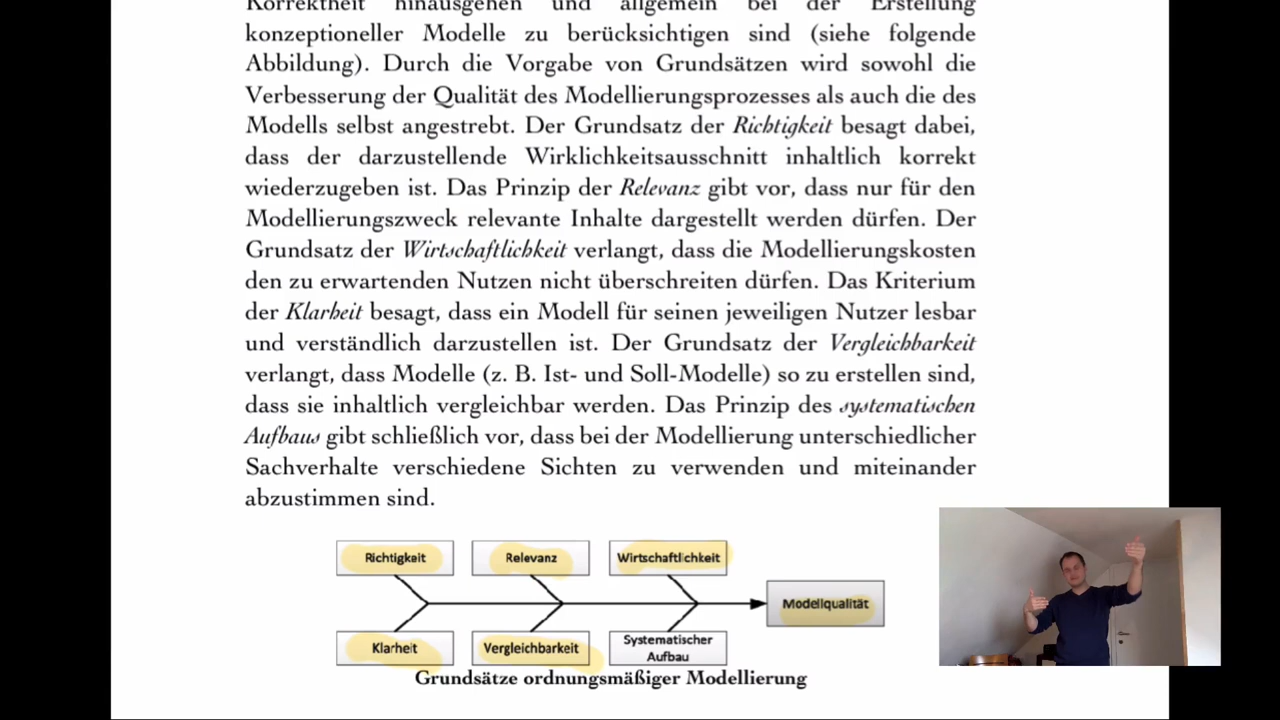 Korrektheit hinausgehen und allgemein bei der Erstellung
konzeptioneller Modelle zu berücksichtigen sind (siehe folgende
Abbildung). Durch die Vorgabe von Grundsätzen wird sowohl die
Verbesserung der Qualität des Modellierungsprozesses als auch die des
Modells selbst angestrebt. Der Grundsatz der Richtigkeit besagt dabei,
dass der darzustellende Wirklichkeitsausschnitt inhaltlich korrekt
wiederzugeben ist. Das Prinzip der Relevanz gibt vor, dass nur für den
Modellierungszweck relevante Inhalte dargestellt werden dürfen. Der
Grundsatz der Wirtschaftlichkeit verlangt, dass die Modellierungskosten
den zu erwartenden Nutzen nicht überschreiten dürfen. Das Kriterium
der Klarheit besagt, dass ein Modell für seinen jeweiligen Nutzer lesbar
und verständlich darzustellen ist. Der Grundsatz der Vergleichbarkeit
verlangt, dass Modelle (z. B. Ist- und Soll-Modelle) so zu erstellen sind,
dass sie inhaltlich vergleichbar werden. Das Prinzip des systematischen
Aufbaus gibt schließlich vor, dass bei der Modellierung unterschiedlicher
Sachverhalte verschiedene Sichten zu verwenden und miteinander
abzustimmen sind.
Richtigkeit Relevanz Wirtschaftlichkeit
Modellqualität
Klarheit Vergleichbarkeit Systematischer
Aufbau
Grundsätze ordnungsmäßiger Modellierung